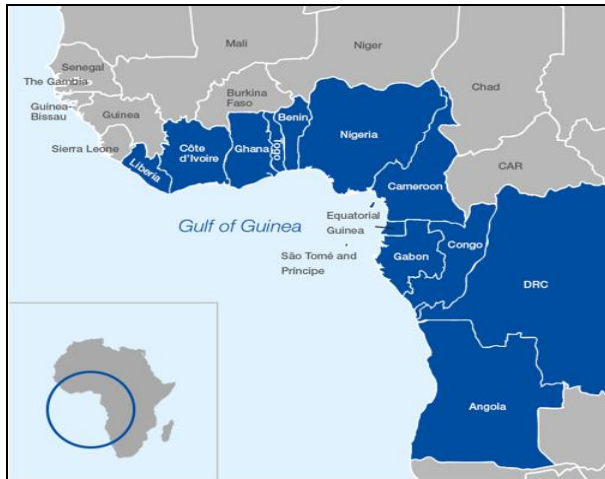 Mali
Niger
Senegal
The Gambia
Chad
Burkina
Faso
Guinea-
Bissau
Guinea
Benin
Nigeria
Sierra Leone
Côte
d'Ivoire
Ghana
Togo
CAR
Liberia
Cameroon
Equatorial
Guinea
Gulf of Guinea
Congo
São Tomé and
Príncipe
Gabon
DRC
Angola